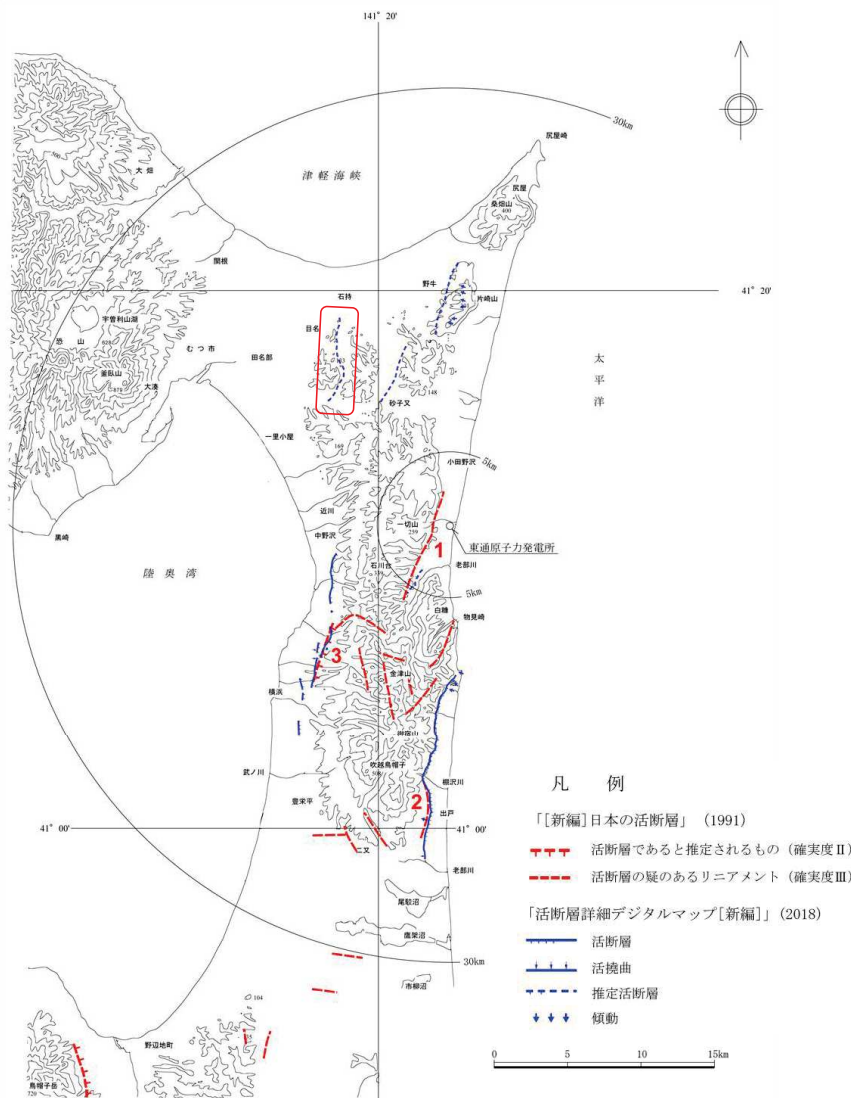 141° 20'
30km
尻屋崎
尻屋
桑畑山
400
大畑
津軽海峡
関根
野牛
41° 20'
石持
片崎山
目名
宇曽利山湖
恐山
828
むつ市
田名部
釜臥山
879
大湊
148
砂子又
太平洋
一里小屋
169
5km
小田野沢
近川
一切山
239
中野沢
1
東通原子力発電所
黒崎
陸奥湾
石川台
老部川
5km
白糠
物見崎
3
金津山
横浜
御宿山
吹越烏帽子
508
武ノ川
棚沢川
豊栄平
2
出戸
41° 00'
41° 00'
二又
老部川
尾駮沼
鷹架沼
30km
市柳沼
104
野辺地町
烏帽子岳
720
凡 例
「[新編]日本の活断層」（1991）
活断層であると推定されるもの（確実度Ⅱ）
活断層の疑のあるリニアメント（確実度Ⅲ）
「活断層詳細デジタルマップ[新編]」（2018）
活断層
活撓曲
推定活断層
傾動
0 5 10 15km